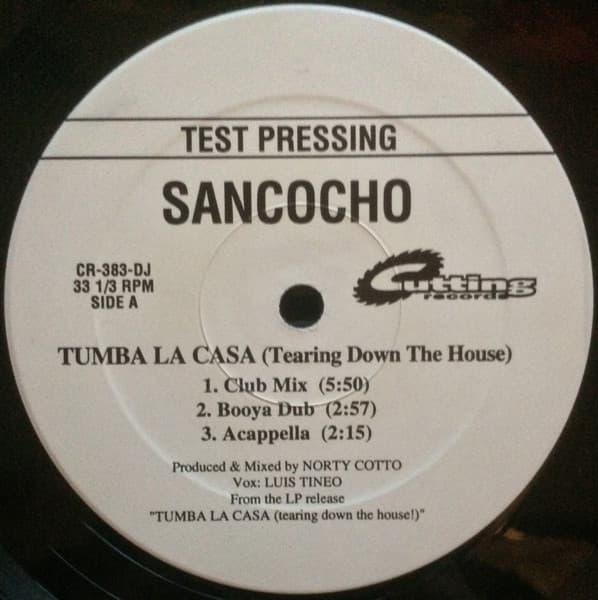 TEST PRESSING
SANCOCHO
CR-383-DJ
33 1/3 RPM
SIDE A
Cutting
records
TUMBA LA CASA (Tearing Down The House)
1. Club Mix (5:50)
2. Booya Dub (2:57)
3. Acappella (2:15)
Produced & Mixed by NORTY COTTO
Vox: LUIS TINEO
From the LP release
"TUMBA LA CASA (tearing down the house!)"